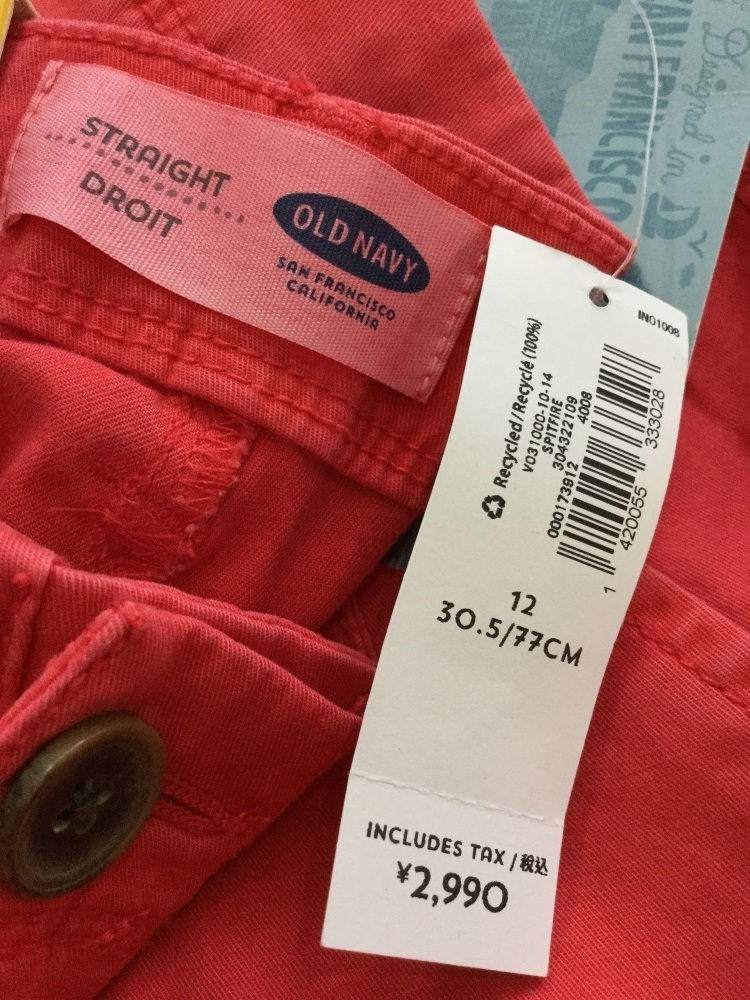 STRAIGHT
DROIT
OLD NAVY
SAN FRANCISCO
CALIFORNIA
Designed in
SAN FRANCISCO
IN01008
Recycled/Recyclé (100%)
V031000-10-14
SPITFIRE
304322109
000173912 4008
1 420055 333028
12
30.5/77CM
INCLUDES TAX / 税込
¥2,990